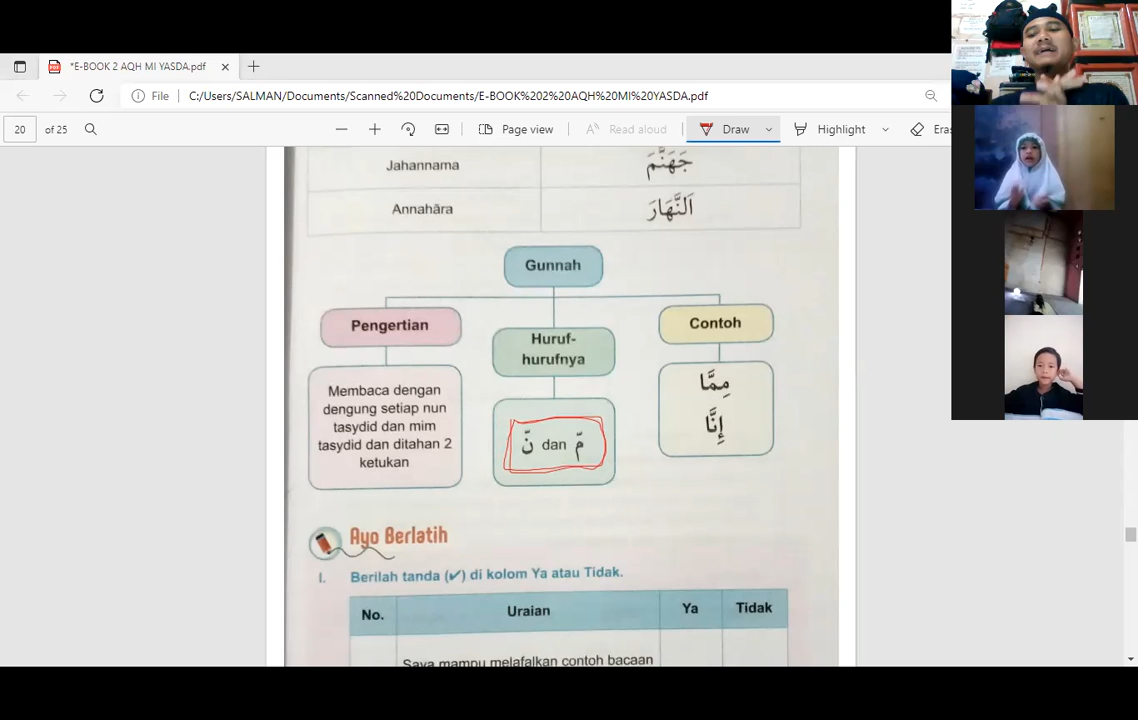 *E-BOOK 2 AQH MI YASDA.pdf
File
C:/Users/SALMAN/Documents/Scanned%20Documents/E-BOOK%202%20AQH%20MI%20YASDA.pdf
20 of 25
Page view
Read aloud
Draw
Highlight
Eras
Jahannama جَهَنَّمَ
Annahāra اَلنَّهَارَ
Gunnah
Pengertian
Huruf-
hurufnya
Contoh
Membaca dengan
dengung setiap nun
tasydid dan mim
tasydid dan ditahan 2
ketukan
نّ dan مّ
مِمَّا
إِنَّا
Ayo Berlatih
I. Berilah tanda (✔) di kolom Ya atau Tidak.
No. Uraian Ya Tidak
Saya mampu melafalkan contoh bacaan